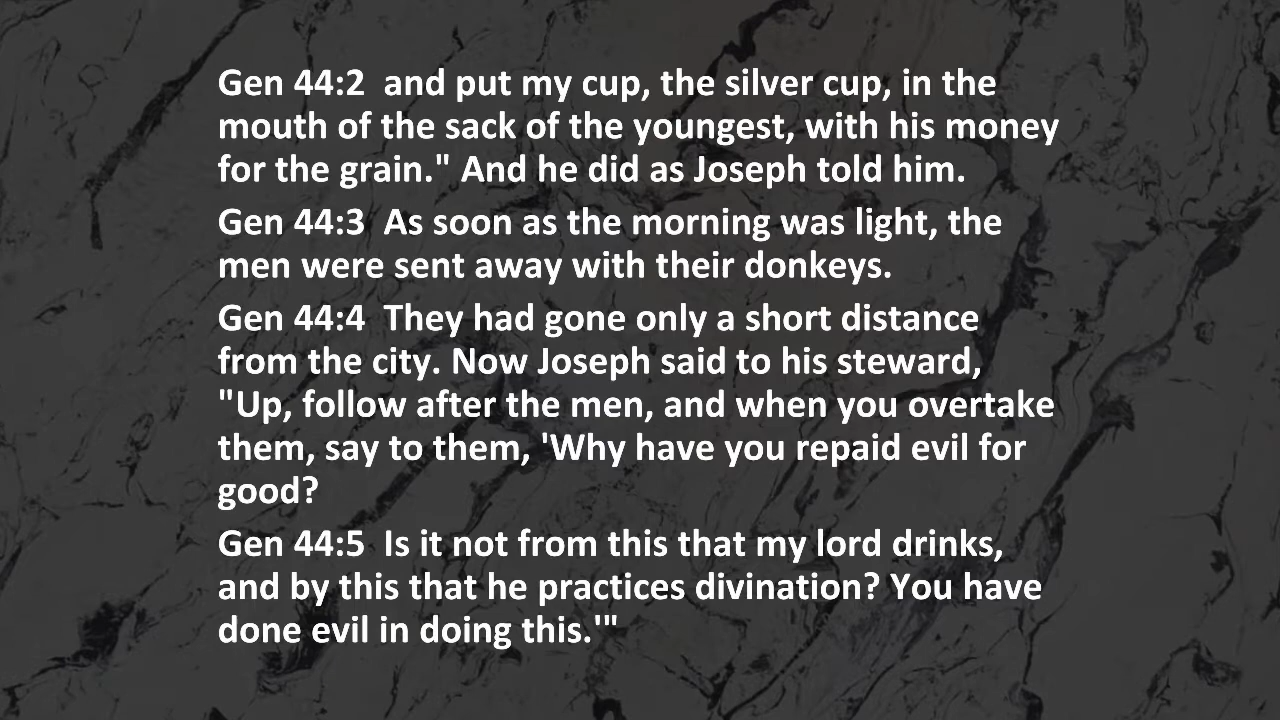 Gen 44:2  and put my cup, the silver cup, in the
mouth of the sack of the youngest, with his money
for the grain." And he did as Joseph told him.
Gen 44:3  As soon as the morning was light, the
men were sent away with their donkeys.
Gen 44:4  They had gone only a short distance
from the city. Now Joseph said to his steward,
"Up, follow after the men, and when you overtake
them, say to them, 'Why have you repaid evil for
good?
Gen 44:5  Is it not from this that my lord drinks,
and by this that he practices divination? You have
done evil in doing this.'"